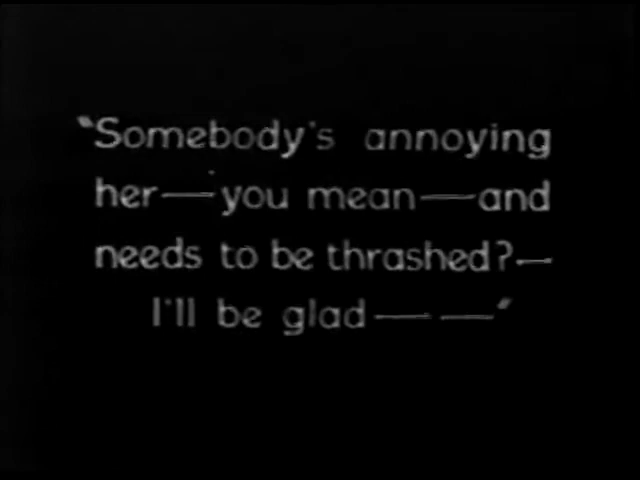 "Somebody's annoying
her—you mean—and
needs to be thrashed?—
I'll be glad— —"